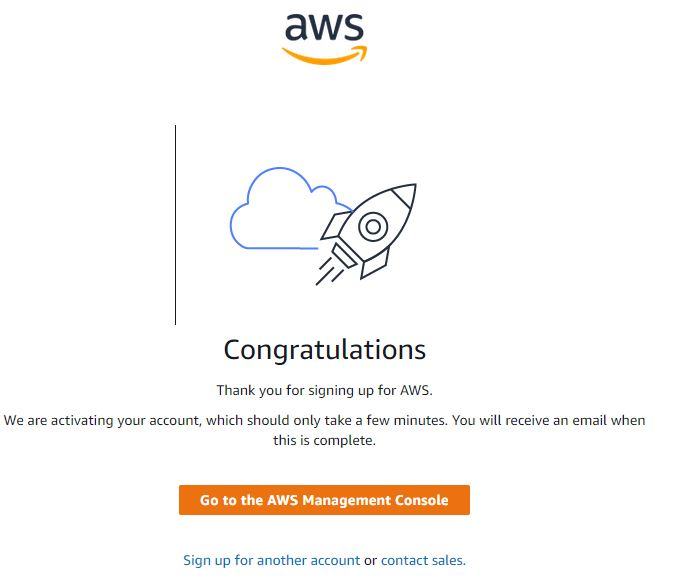 aws
Congratulations
Thank you for signing up for AWS.
We are activating your account, which should only take a few minutes. You will receive an email when
this is complete.
Go to the AWS Management Console
Sign up for another account or contact sales.